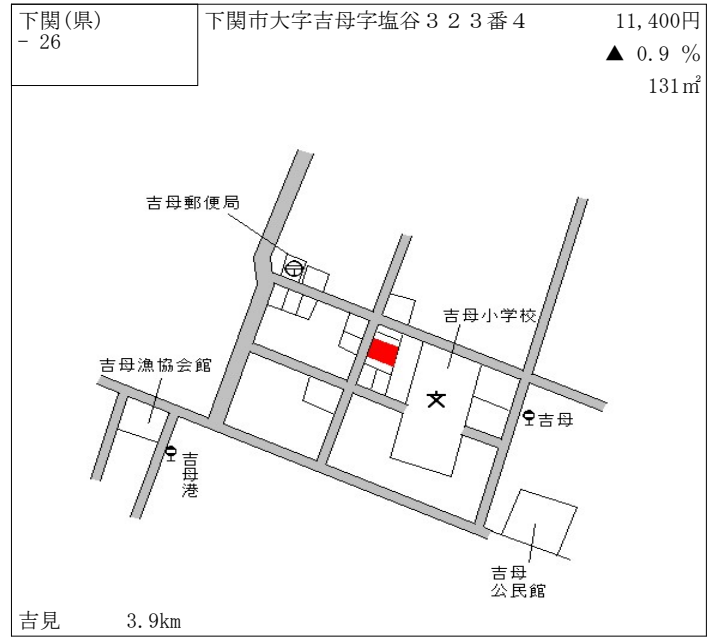 下関(県)
- 26
下関市大字吉母字塩谷３２３番４
11,400円
▲ 0.9 %
131㎡
吉母郵便局
吉母小学校
吉母漁協会館
吉母
吉母港
吉母
公民館
吉見 3.9km